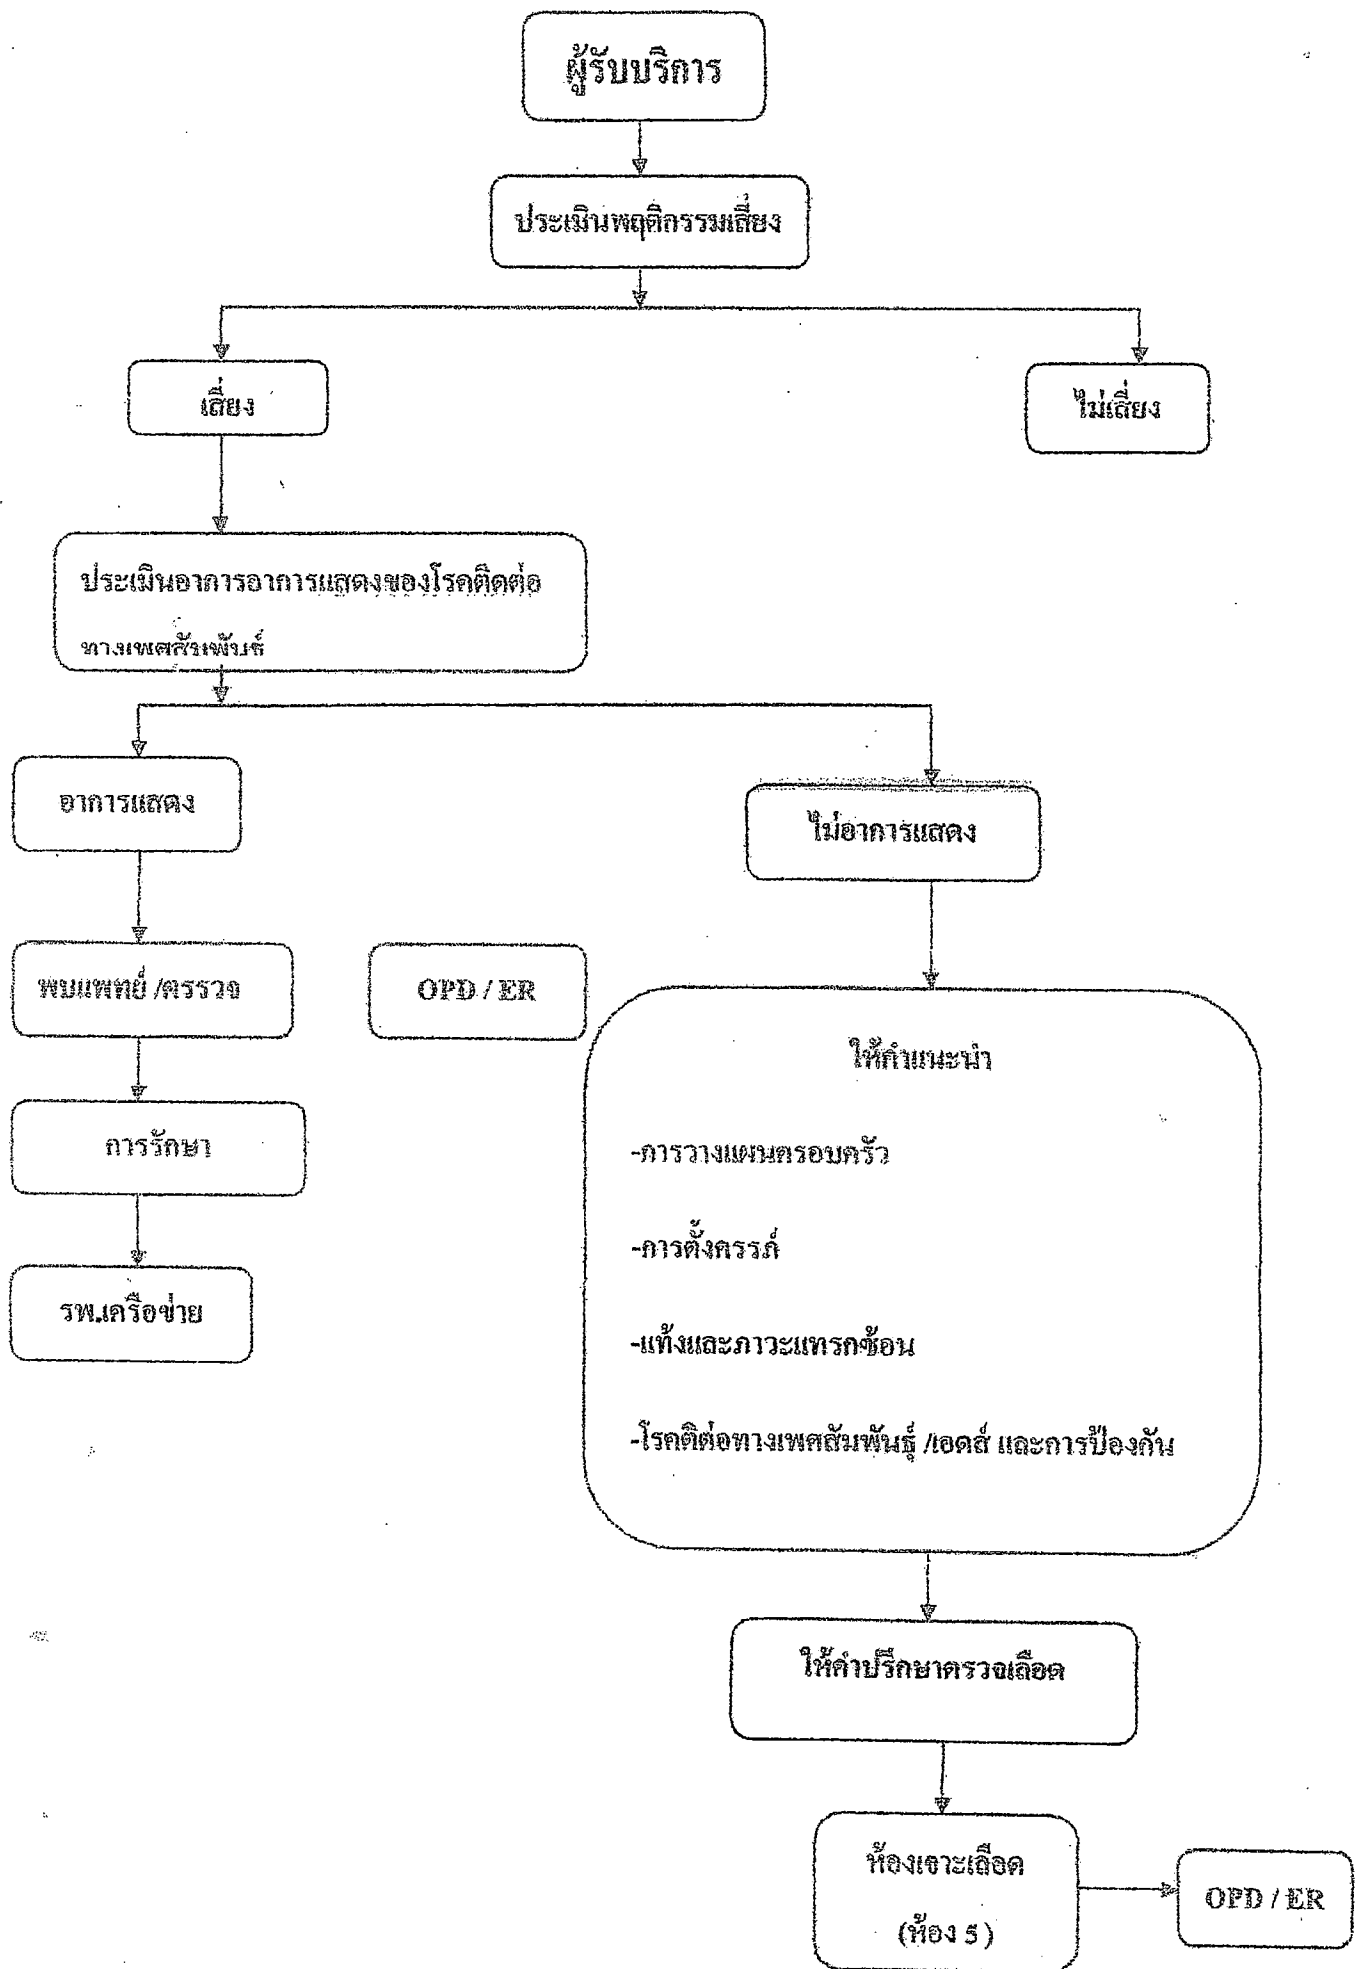 ผู้รับบริการ
ประเมินพฤติกรรมเสี่ยง
เสี่ยง
ไม่เสี่ยง
ประเมินอาการอาการแสดงของโรคติดต่อ
ทางเพศสัมพันธ์
อาการแสดง
ไม่อาการแสดง
พบแพทย์ /ตรรวจ
OPD / ER
ให้คำแนะนำ
การรักษา
-การวางแผนครอบครัว
-การตั้งครรภ์
รพ.เครือข่าย
-แท้งและภาวะแทรกซ้อน
-โรคติต่อทางเพศสัมพันธุ์ /เอดส์ และการป้องกัน
ให้คำปรึกษาตรวจเลือด
ห้องเจาะเลือด
(ห้อง 5 )
OPD / ER